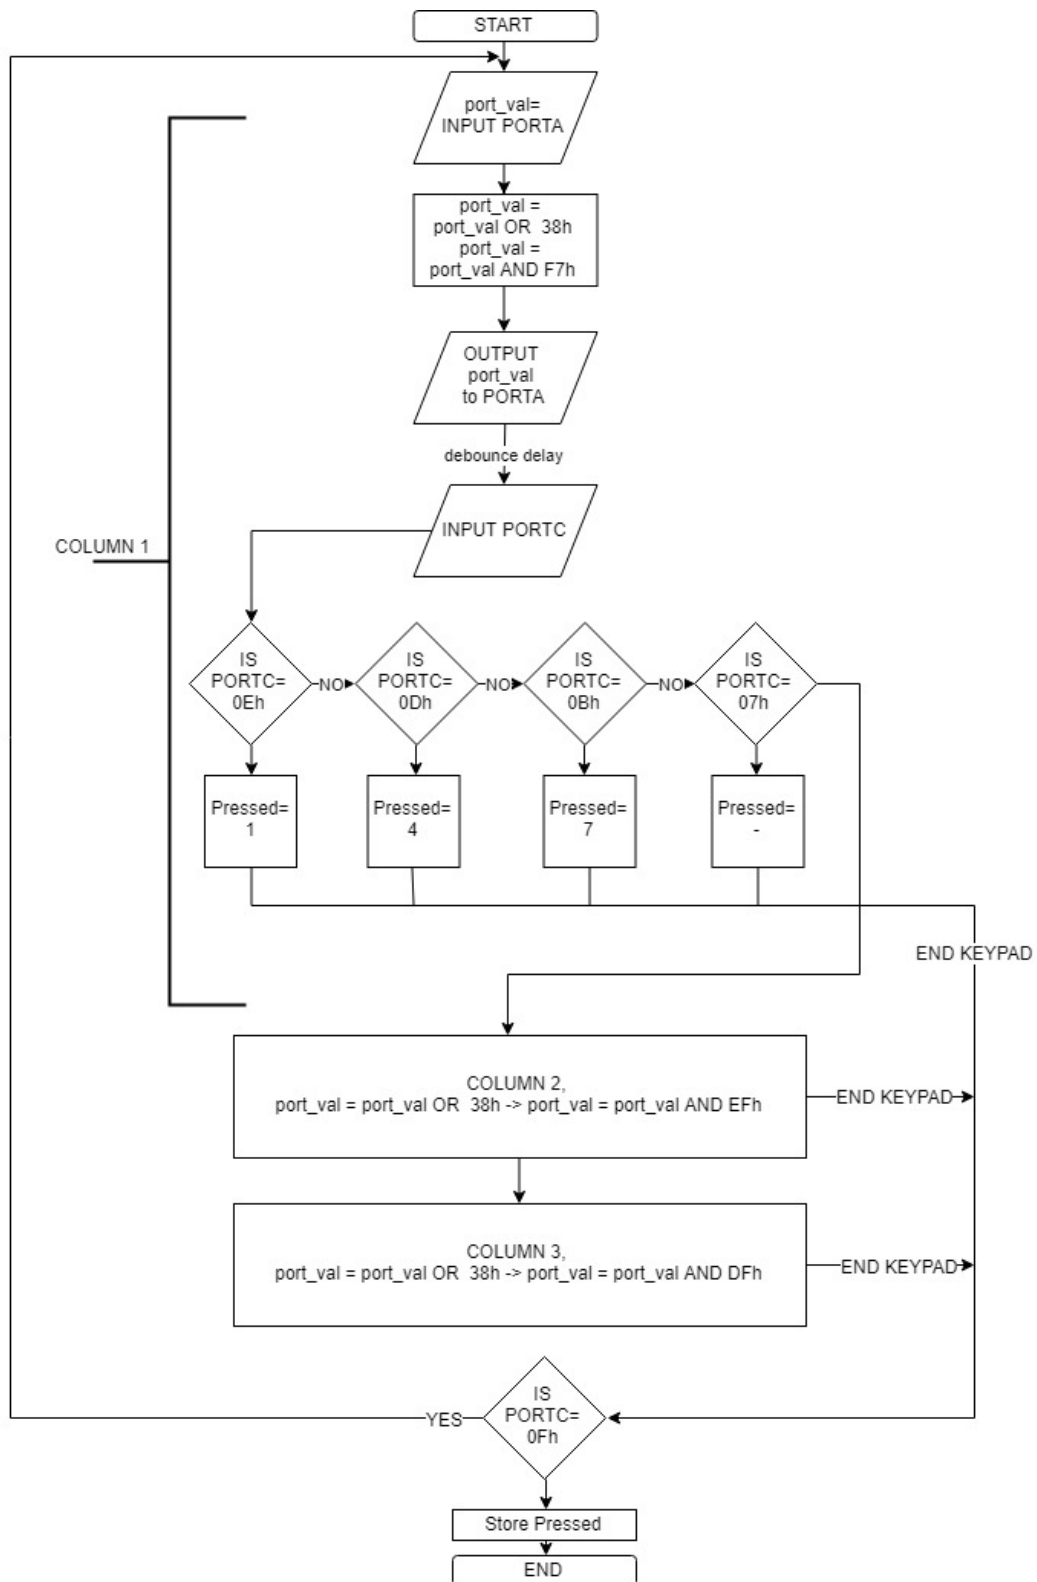 START
port_val=
INPUT PORTA
port_val =
port_val OR 38h
port_val =
port_val AND F7h
OUTPUT
port_val
to PORTA
debounce delay
INPUT PORTC
COLUMN 1
IS
PORTC=
0Eh
NO
IS
PORTC=
0Dh
NO
IS
PORTC=
0Bh
NO
IS
PORTC=
07h
Pressed=
1
Pressed=
4
Pressed=
7
Pressed=
-
END KEYPAD
COLUMN 2,
port_val = port_val OR 38h -> port_val = port_val AND EFh
END KEYPAD
COLUMN 3,
port_val = port_val OR 38h -> port_val = port_val AND DFh
END KEYPAD
IS
PORTC=
0Fh
YES
Store Pressed
END